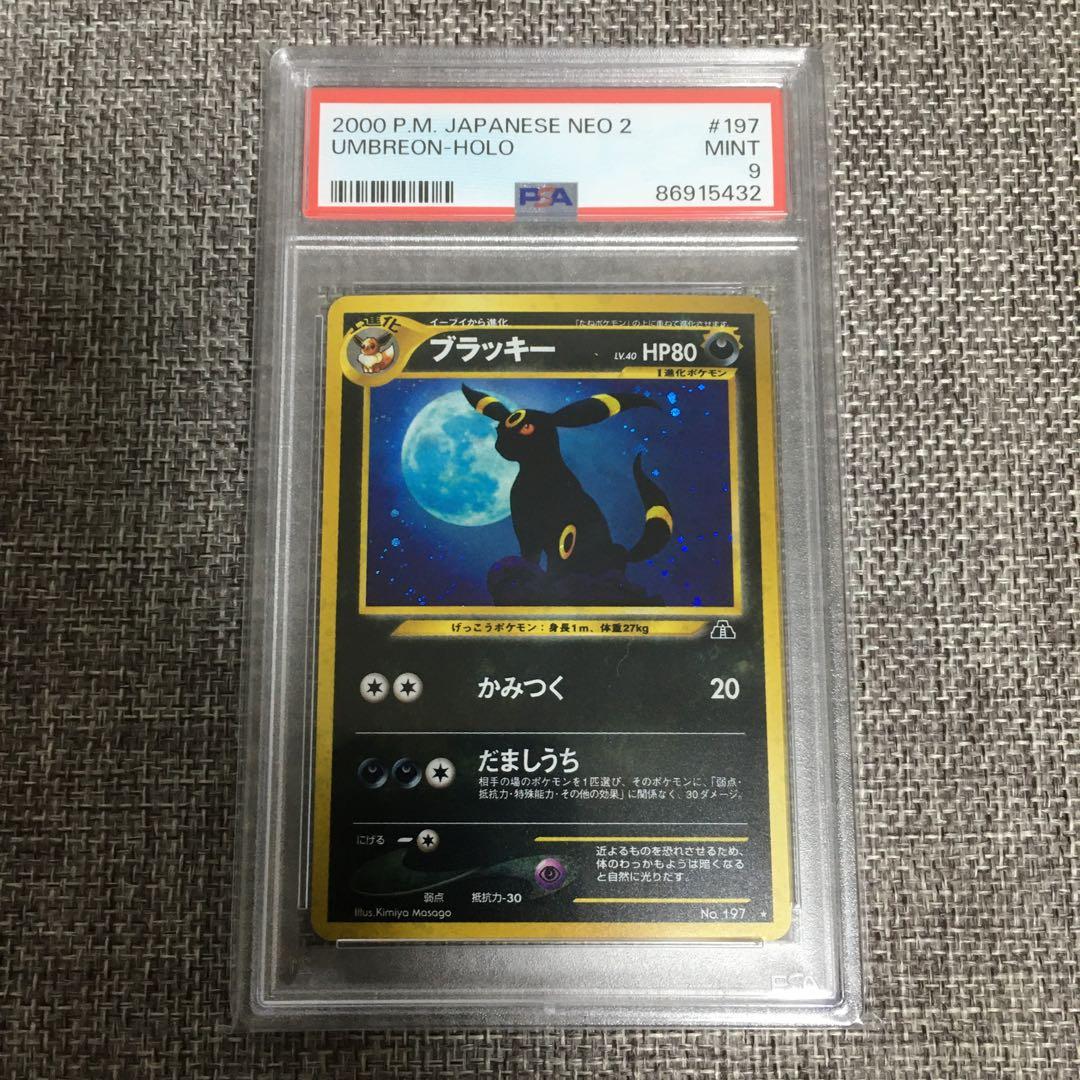 2000 P.M. JAPANESE NEO 2 #197
UMBREON-HOLO MINT
9
PSA 86915432
進化
イーブイから進化 「たねポケモン」の上に重ねて進化させます
ブラッキー LV.40 HP80
1進化ポケモン
げっこうポケモン：身長1m、体重27kg
かみつく 20
だましうち
相手の場のポケモンを1匹選び、そのポケモンに、「弱点・
抵抗力・特殊能力・その他の効果」に関係なく、30ダメージ。
にげる
近よるものを恐れさせるため、
体のわっかもようは暗くなる
と自然に光りだす。
弱点 抵抗力-30
Illus.Kimiya Masago No. 197 ★
PSA